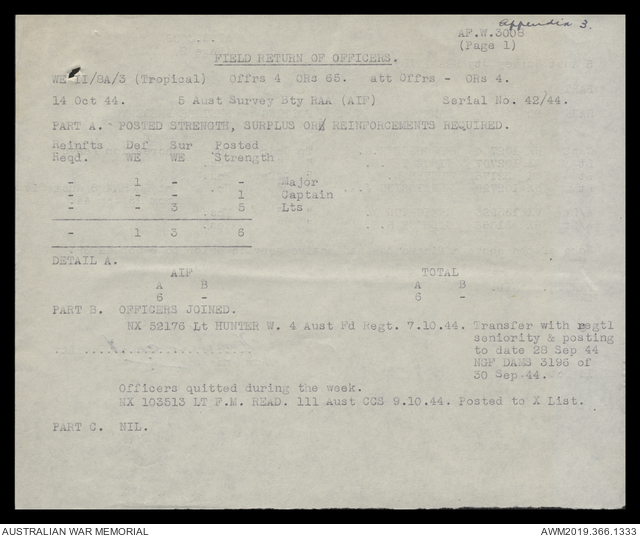 Appendix 3.
AF.W.3008
(Page 1)
FIELD RETURN OF OFFICERS.
WE II/8A/3 (Tropical) Offrs 4 ORs 65. att Offrs - ORs 4.
14 Oct 44. 5 Aust Survey Bty RAA (AIF) Serial No. 42/44.
PART A. POSTED STRENGTH, SURPLUS OR REINFORCEMENTS REQUIRED.
Reinfts Def Sur Posted
Reqd. WE WE Strength
- 1 - - Major
- - - 1 Captain
- - 3 5 Lts
- 1 3 6
DETAIL A.
AIF TOTAL
A B A B
6 - 6 -
PART B. OFFICERS JOINED.
NX 52176 Lt HUNTER W. 4 Aust Fd Regt. 7.10.44. Transfer with regtl
seniority & posting
to date 28 Sep 44
NGF DAMS 3196 of
30 Sep 44.
Officers quitted during the week.
NX 103513 LT F.M. READ. 111 Aust CCS 9.10.44. Posted to X List.
PART C. NIL.
AUSTRALIAN WAR MEMORIAL AWM2019.366.1333